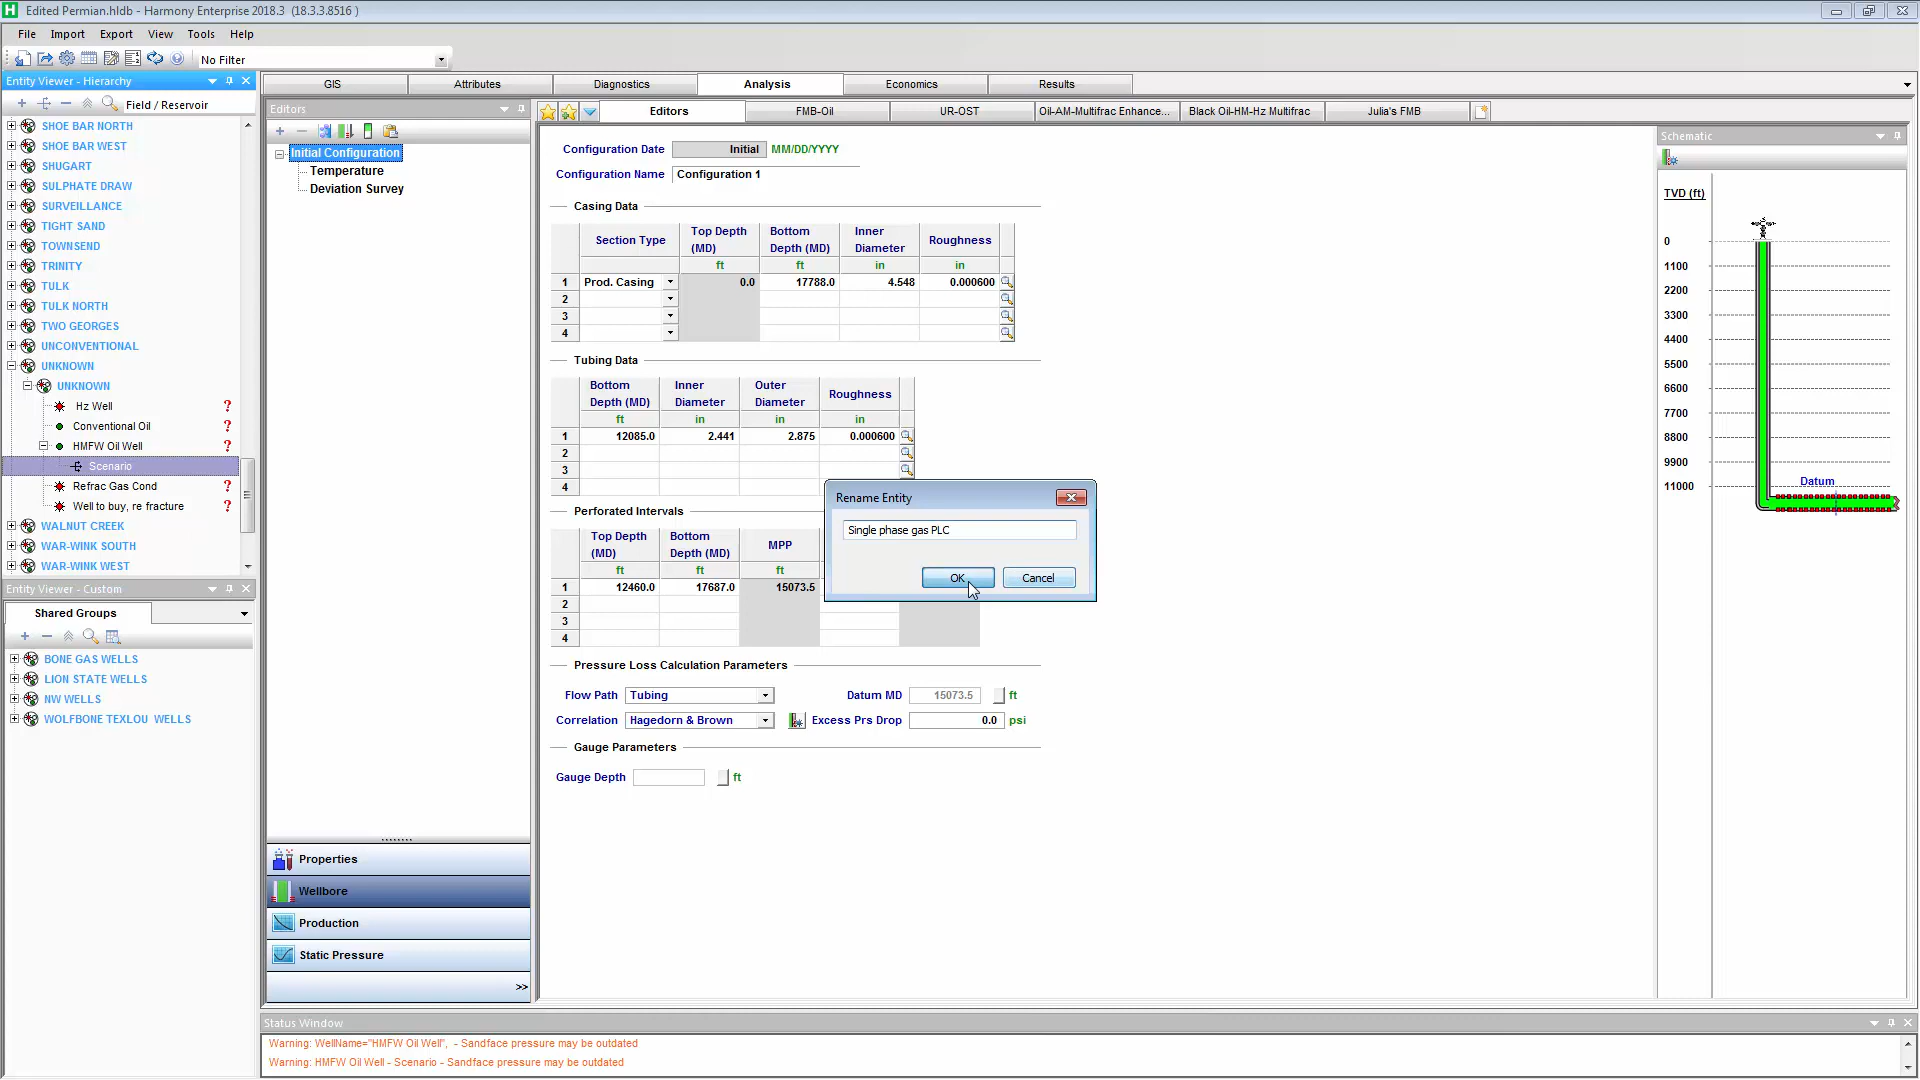 Edited Permian.hldb - Harmony Enterprise 2018.3 (18.3.3.8516 )
File Import Export View Tools Help
No Filter
Entity Viewer - Hierarchy
Field / Reservoir
SHOE BAR NORTH
SHOE BAR WEST
SHUGART
SULPHATE DRAW
SURVEILLANCE
TIGHT SAND
TOWNSEND
TRINITY
TULK
TULK NORTH
TWO GEORGES
UNCONVENTIONAL
UNKNOWN
UNKNOWN
Hz Well ?
Conventional Oil ?
HMFW Oil Well ?
Scenario
Refrac Gas Cond ?
Well to buy, re fracture ?
WALNUT CREEK
WAR-WINK SOUTH
WAR-WINK WEST
Entity Viewer - Custom
Shared Groups
BONE GAS WELLS
LION STATE WELLS
NW WELLS
WOLFBONE TEXLOU WELLS
GIS Attributes Diagnostics Analysis Economics Results
Editors
Initial Configuration
Temperature
Deviation Survey
Properties
Wellbore
Production
Static Pressure
>>
Editors FMB-Oil UR-OST Oil-AM-Multifrac Enhance... Black Oil-HM-Hz Multifrac Julia's FMB
Configuration Date Initial MM/DD/YYYY
Configuration Name Configuration 1
Casing Data
Section Type Top Depth (MD) Bottom Depth (MD) Inner Diameter Roughness
ft ft in in
1 Prod. Casing 0.0 17788.0 4.548 0.000600
2
3
4
Tubing Data
Bottom Depth (MD) Inner Diameter Outer Diameter Roughness
ft in in in
1 12085.0 2.441 2.875 0.000600
2
3
4
Perforated Intervals
Top Depth (MD) Bottom Depth (MD) MPP
ft ft ft
1 12460.0 17687.0 15073.5
2
3
4
Rename Entity
Single phase gas PLC
OK Cancel
Pressure Loss Calculation Parameters
Flow Path Tubing Datum MD 15073.5 ft
Correlation Hagedorn & Brown Excess Prs Drop 0.0 psi
Gauge Parameters
Gauge Depth ft
Schematic
TVD (ft)
0
1100
2200
3300
4400
5500
6600
7700
8800
9900
Datum
11000
Status Window
Warning: WellName="HMFW Oil Well", - Sandface pressure may be outdated
Warning: HMFW Oil Well - Scenario - Sandface pressure may be outdated